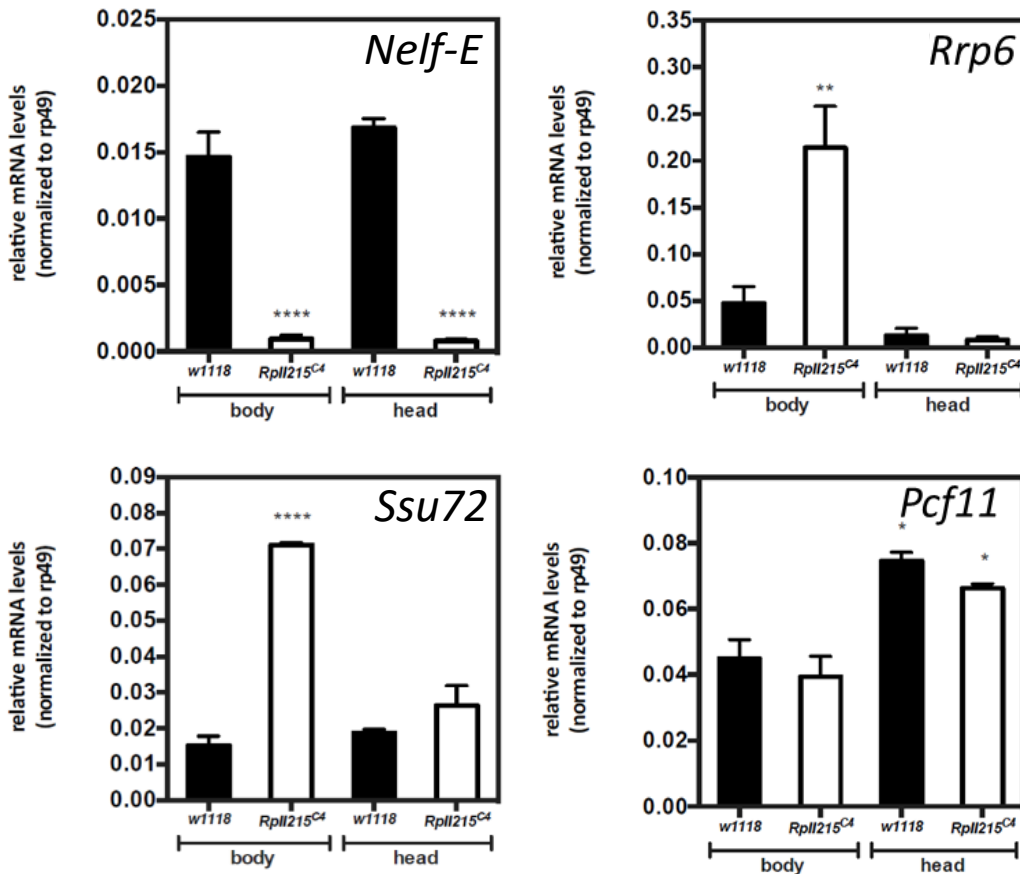 Nelf-E
relative mRNA levels
(normalized to rp49)
0.025
0.020
0.015
0.010
0.005
0.000
****
****
w1118
RpII215C4
w1118
RpII215C4
body
head
Rrp6
relative mRNA levels
(normalized to rp49)
0.35
0.30
0.25
0.20
0.15
0.10
0.05
0.00
**
w1118
RpII215C4
w1118
RpII215C4
body
head
Ssu72
relative mRNA levels
(normalized to rp49)
0.09
0.08
0.07
0.06
0.05
0.04
0.03
0.02
0.01
0.00
****
w1118
RpII215C4
w1118
RpII215C4
body
head
Pcf11
relative mRNA levels
(normalized to rp49)
0.10
0.08
0.06
0.04
0.02
0.00
*
*
w1118
RpII215C4
w1118
RpII215C4
body
head